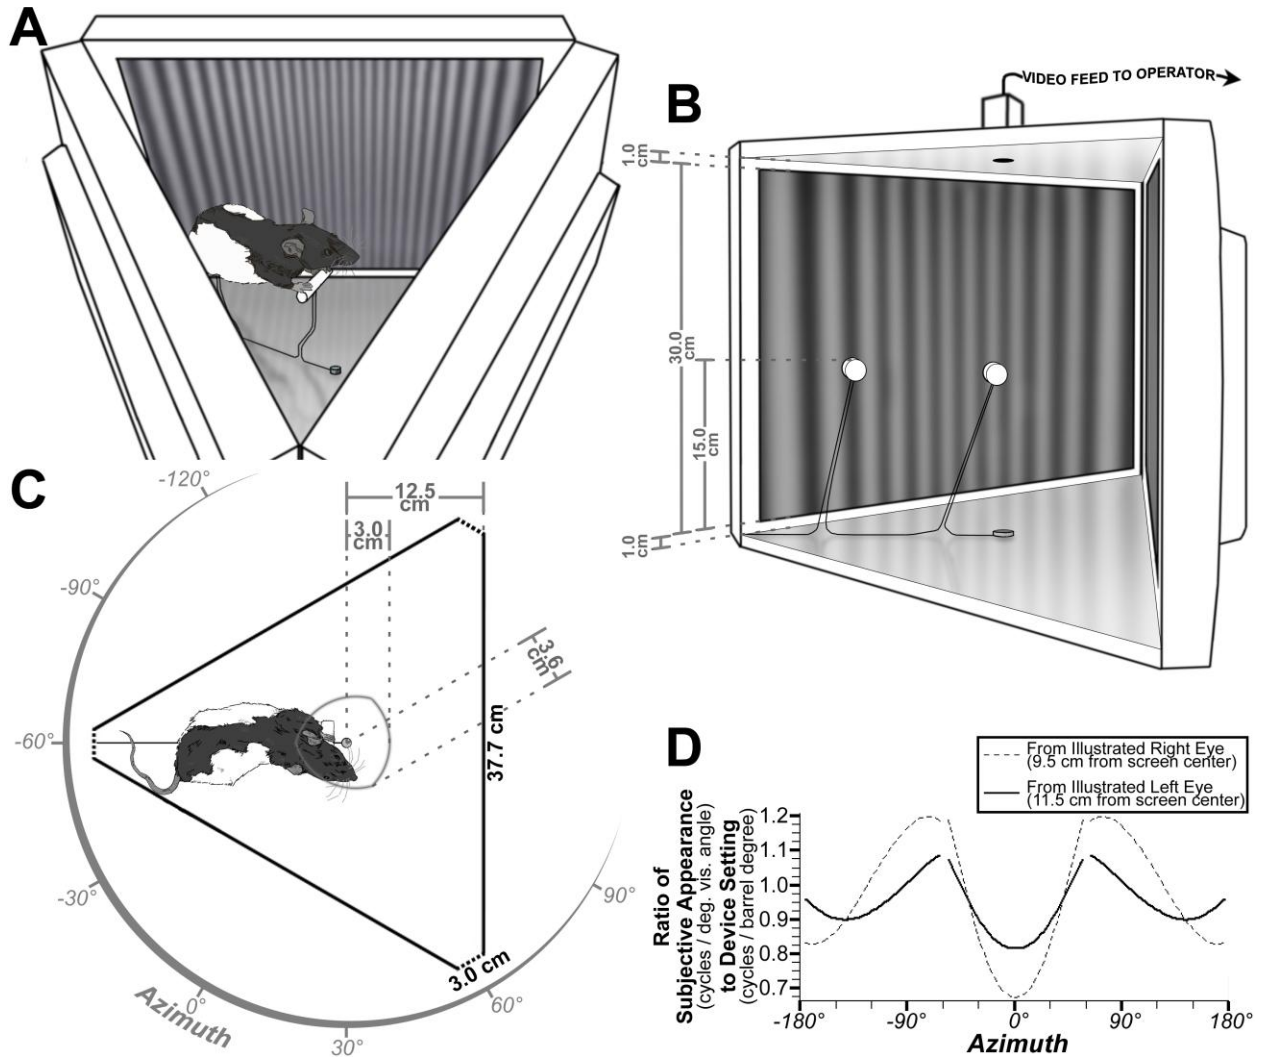 A
B
VIDEO FEED TO OPERATOR
1.0
cm
30.0
cm
15.0
cm
1.0
cm
C
-120°
-90°
-60°
-30°
0°
30°
60°
90°
Azimuth
12.5
cm
3.0
cm
3.6
cm
37.7 cm
3.0 cm
D
From Illustrated Right Eye
(9.5 cm from screen center)
From Illustrated Left Eye
(11.5 cm from screen center)
Ratio of
Subjective Appearance
(cycles / deg. vis. angle)
to Device Setting
(cycles / barrel degree)
1.2
1.1
1.0
0.9
0.8
0.7
-180°
-90°
0°
90°
180°
Azimuth